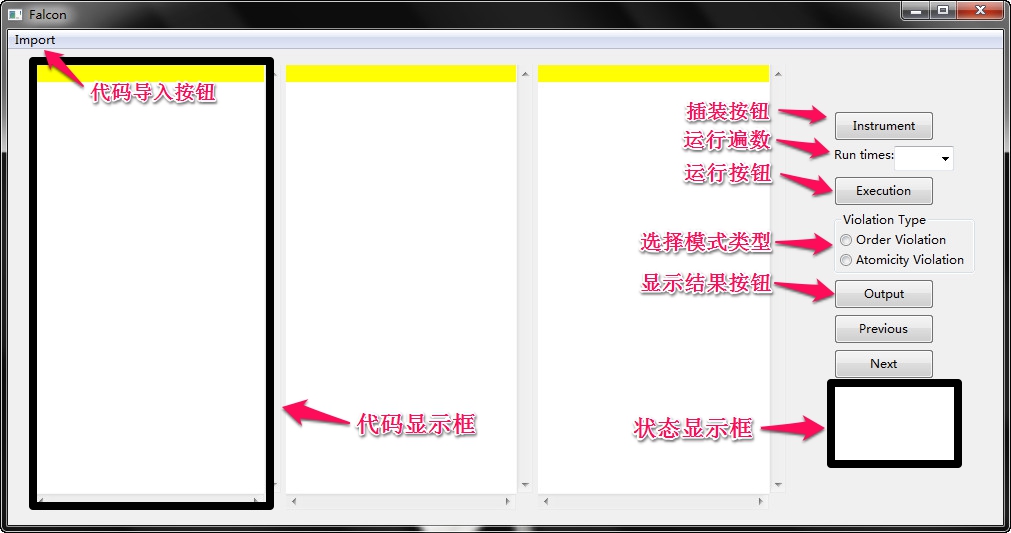 Falcon
Import
代码导入按钮
插装按钮
Instrument
运行遍数
Run times:
运行按钮
Execution
Violation Type
选择模式类型
Order Violation
Atomicity Violation
显示结果按钮
Output
Previous
Next
代码显示框
状态显示框